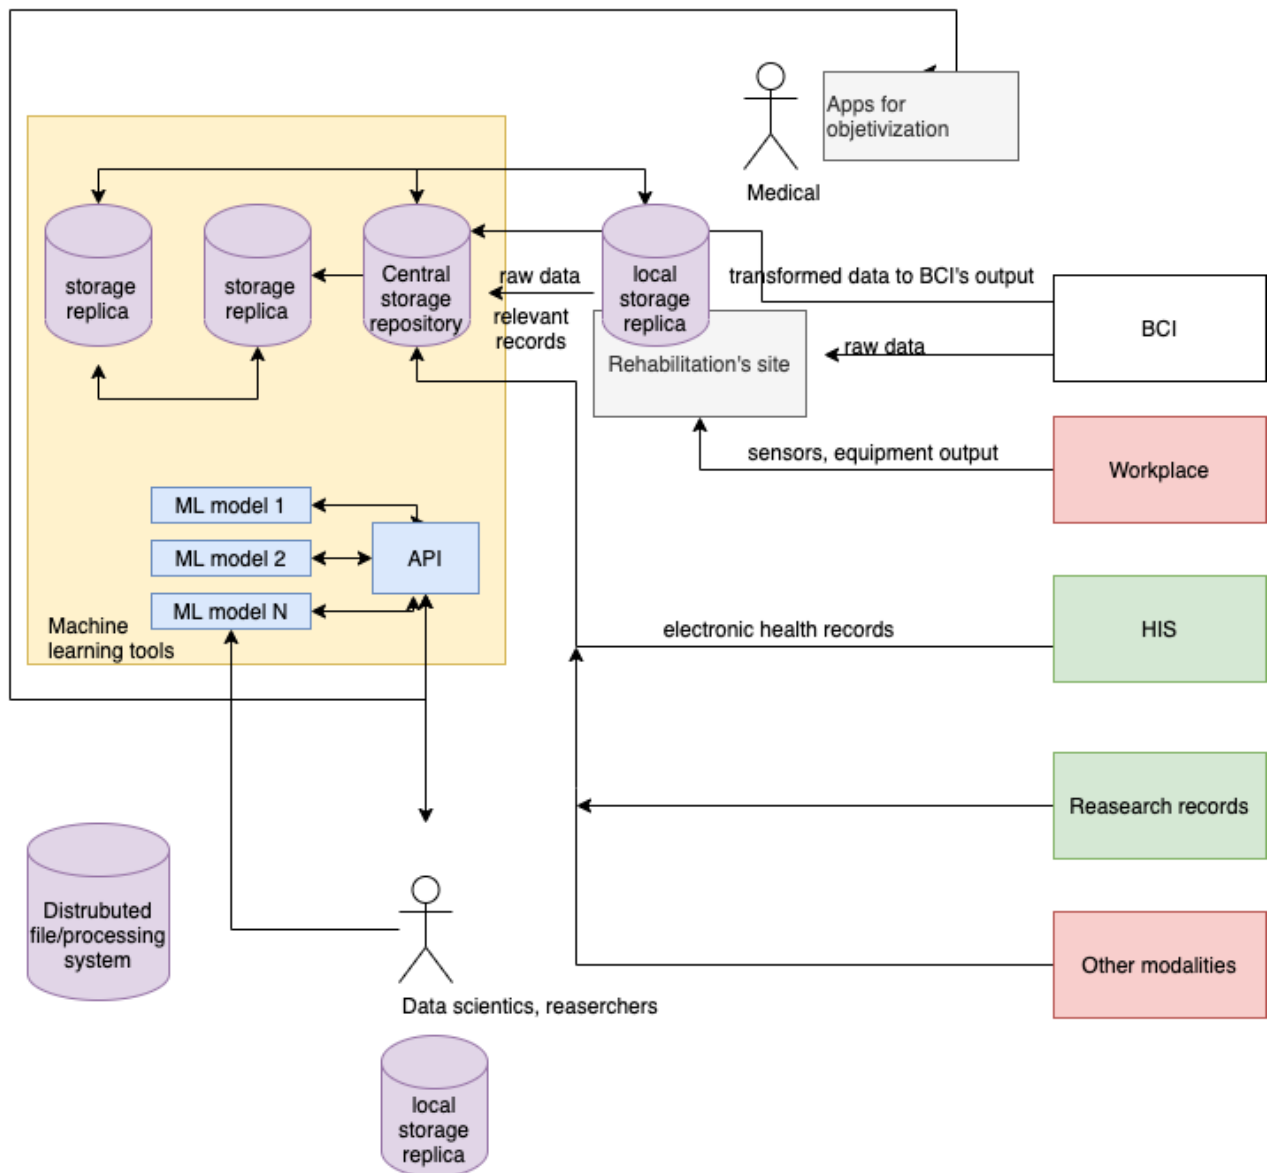 Apps for
objetivization
Medical
storage
replica
storage
replica
Central
storage
repository
raw data
relevant
records
local
storage
replica
transformed data to BCI's output
BCI
raw data
Rehabilitation's site
sensors, equipment output
Workplace
ML model 1
ML model 2
API
ML model N
Machine
learning tools
electronic health records
HIS
Reasearch records
Distrubuted
file/processing
system
Other modalities
Data scientics, reaserchers
local
storage
replica